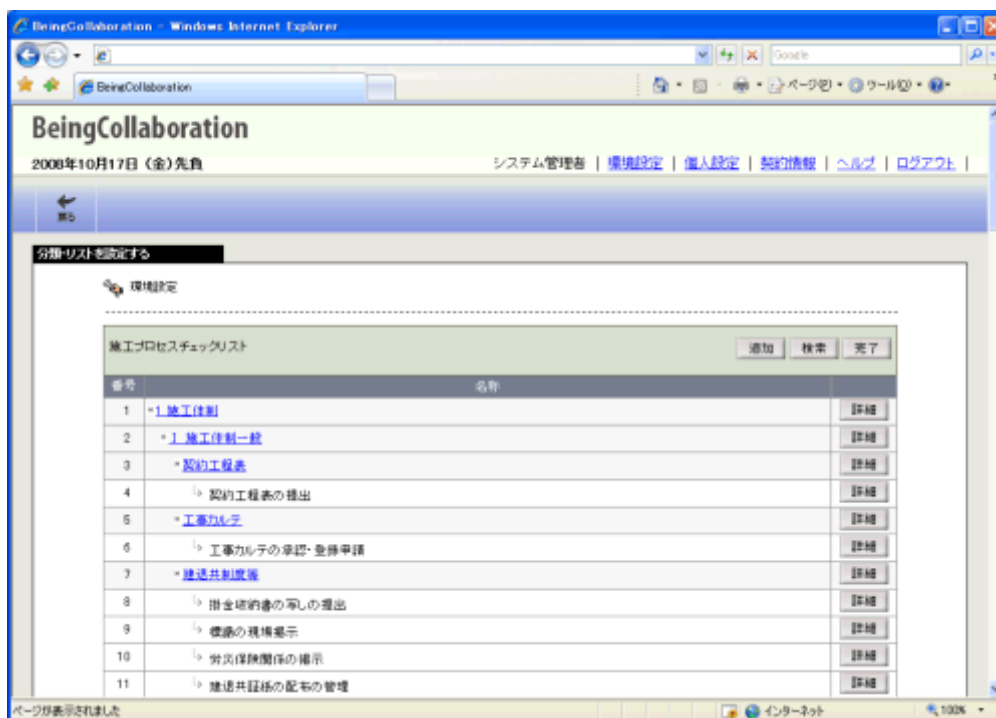 BeingCollaboration - Windows Internet Explorer
Google
BeingCollaboration
ページ(P) ツール(O)
BeingCollaboration
2008年10月17日 (金)先負
システム管理者 | 環境設定 | 個人設定 | 契約情報 | ヘルプ | ログアウト |
戻る
分類・リストを設定する
環境設定
施工プロセスチェックリスト
追加 検索 完了
番号 名称
1 1 施工体制 詳細
2 1 施工体制一般 詳細
3 契約工程表 詳細
4 契約工程表の提出 詳細
5 工事カルテ 詳細
6 工事カルテの承認・登録申請 詳細
7 建退共制度等 詳細
8 掛金収納書の写しの提出 詳細
9 標識の現場掲示 詳細
10 労災保険関係の掲示 詳細
11 建退共証紙の配布の管理 詳細
ページが表示されました
インターネット
100%